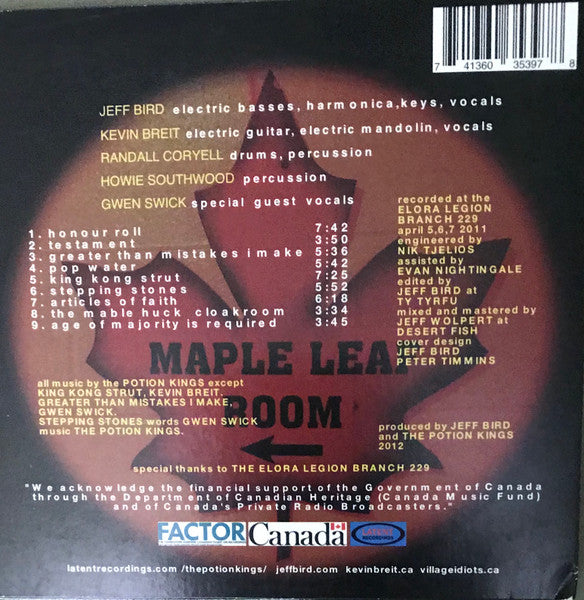 7 41360 35397 8
JEFF BIRD electric basses, harmonica,keys, vocals
KEVIN BREIT electric guitar, electric mandolin, vocals
RANDALL CORYELL drums, percussion
HOWIE SOUTHWOOD percussion
GWEN SWICK special guest vocals
1. honour roll 7:42
2. testament 3:50
3. greater than mistakes i make 5:36
4. pop water 5:42
5. king kong strut 7:25
6. stepping stones 5:52
7. articles of faith 6:18
8. the mable huck cloakroom 3:34
9. age of majority is required 3:45
recorded at the
ELORA LEGION
BRANCH 229
april 5,6,7 2011
engineered by
NIK TJELIOS
assisted by
EVAN NIGHTINGALE
edited by
JEFF BIRD at
TY TYRFU
mixed and mastered by
JEFF WOLPERT at
DESERT FISH
cover design
JEFF BIRD
PETER TIMMINS
MAPLE LEAF
ROOM
all music by the POTION KINGS except
KING KONG STRUT, KEVIN BREIT.
GREATER THAN MISTAKES I MAKE,
GWEN SWICK.
STEPPING STONES words GWEN SWICK
music THE POTION KINGS.
produced by JEFF BIRD
and THE POTION KINGS
2012
special thanks to THE ELORA LEGION BRANCH 229
"We acknowledge the financial support of the Government of Canada
through the Department of Canadian Heritage (Canada Music Fund)
and of Canada's Private Radio Broadcasters."
FACTOR Canada LATENT
RECORDINGS
latentrecordings.com /thepotionkings/ jeffbird.com kevinbreit.ca villageidiots.ca